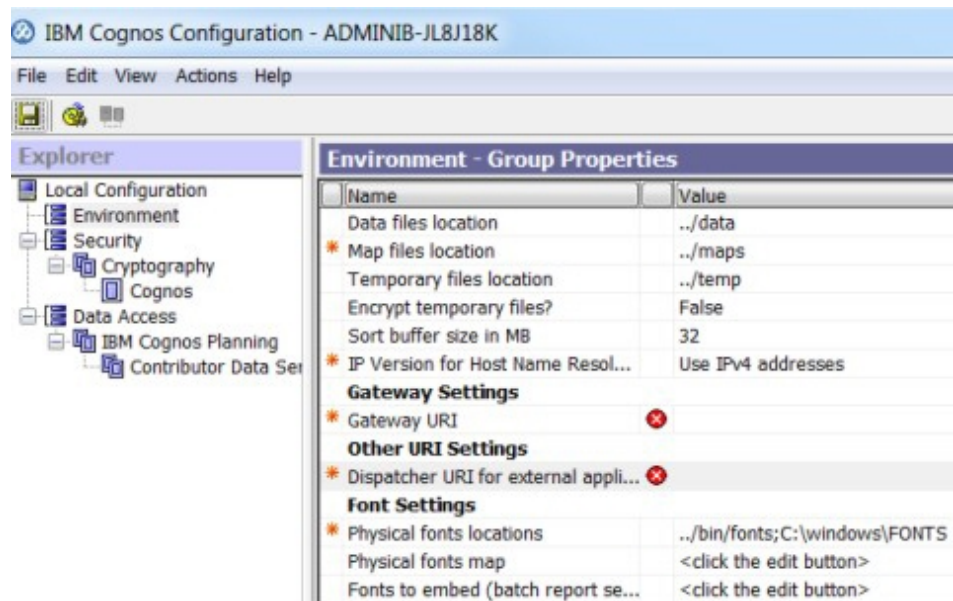 IBM Cognos Configuration - ADMINIB-JL8J18K
File Edit View Actions Help
Explorer
Local Configuration
Environment
Security
Cryptography
Cognos
Data Access
IBM Cognos Planning
Contributor Data Ser
Environment - Group Properties
Name Value
Data files location ../data
* Map files location ../maps
Temporary files location ../temp
Encrypt temporary files? False
Sort buffer size in MB 32
* IP Version for Host Name Resol... Use IPv4 addresses
Gateway Settings
* Gateway URI
Other URI Settings
* Dispatcher URI for external appli...
Font Settings
* Physical fonts locations ../bin/fonts;C:\windows\FONTS
Physical fonts map <click the edit button>
Fonts to embed (batch report se... <click the edit button>